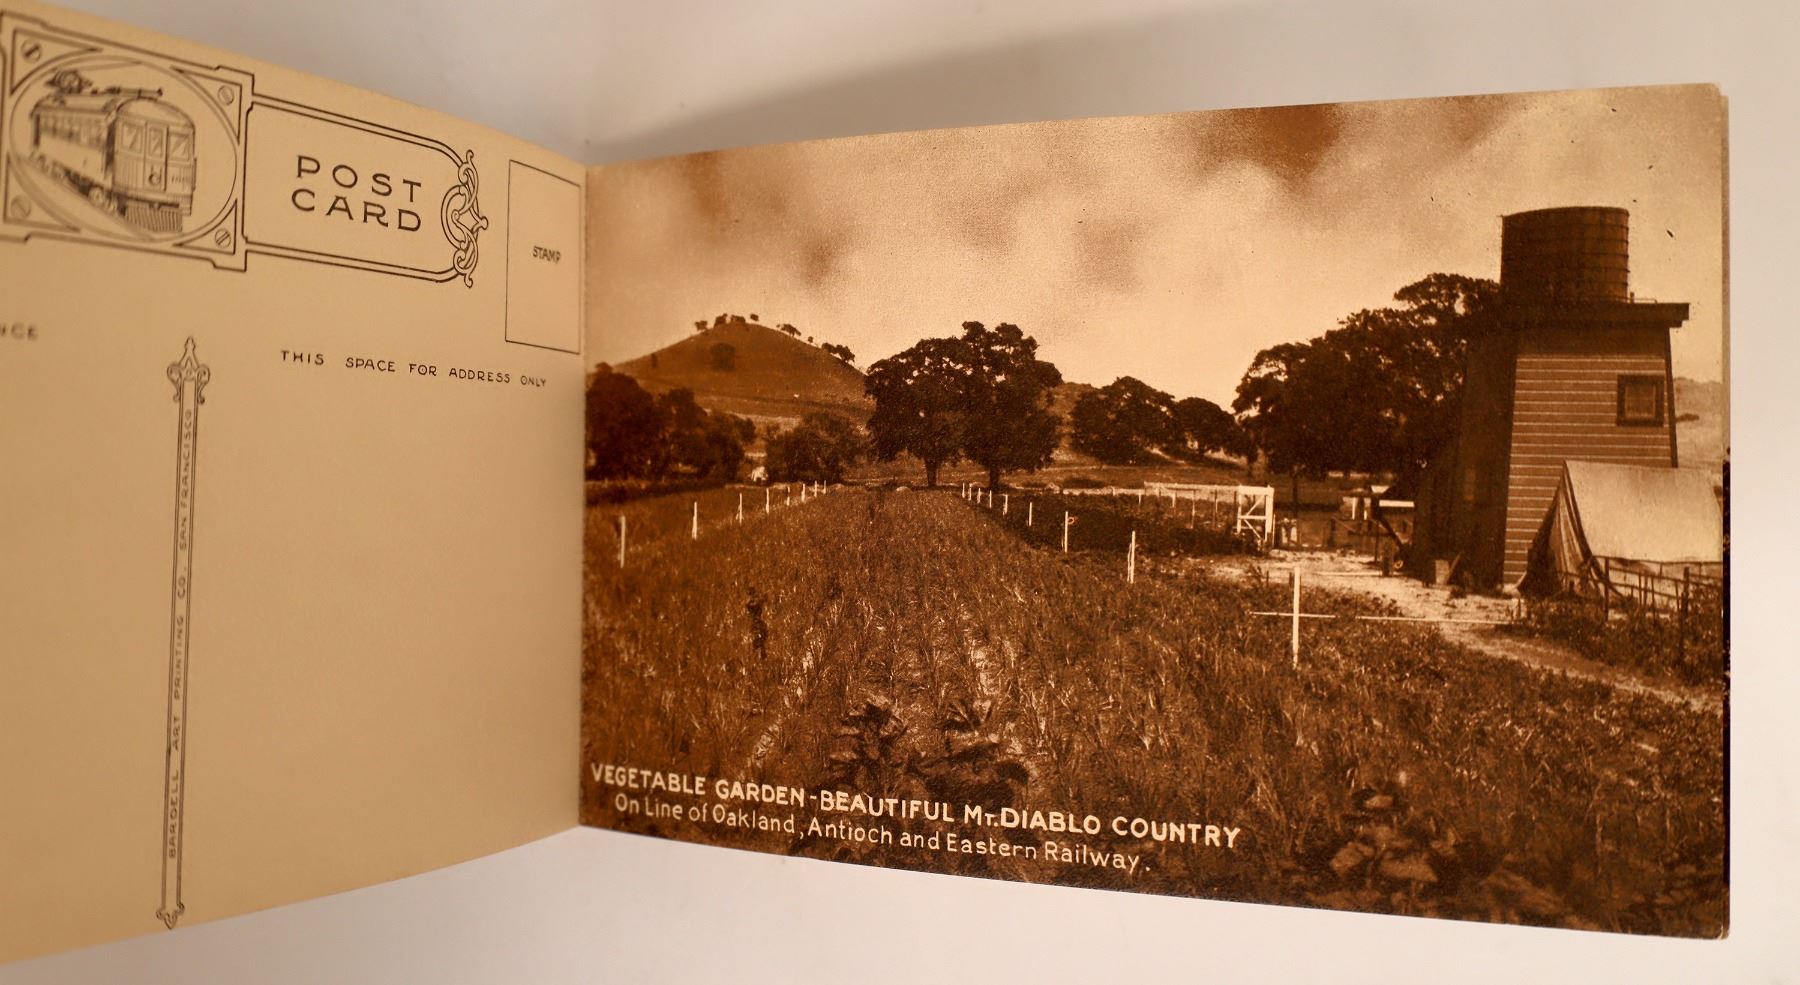 POST
CARD
STAMP
NCE
THIS SPACE FOR ADDRESS ONLY
BARDELL ART PRINTING CO. SAN FRANCISCO
VEGETABLE GARDEN-BEAUTIFUL MT. DIABLO COUNTRY
On Line of Oakland, Antioch and Eastern Railway.